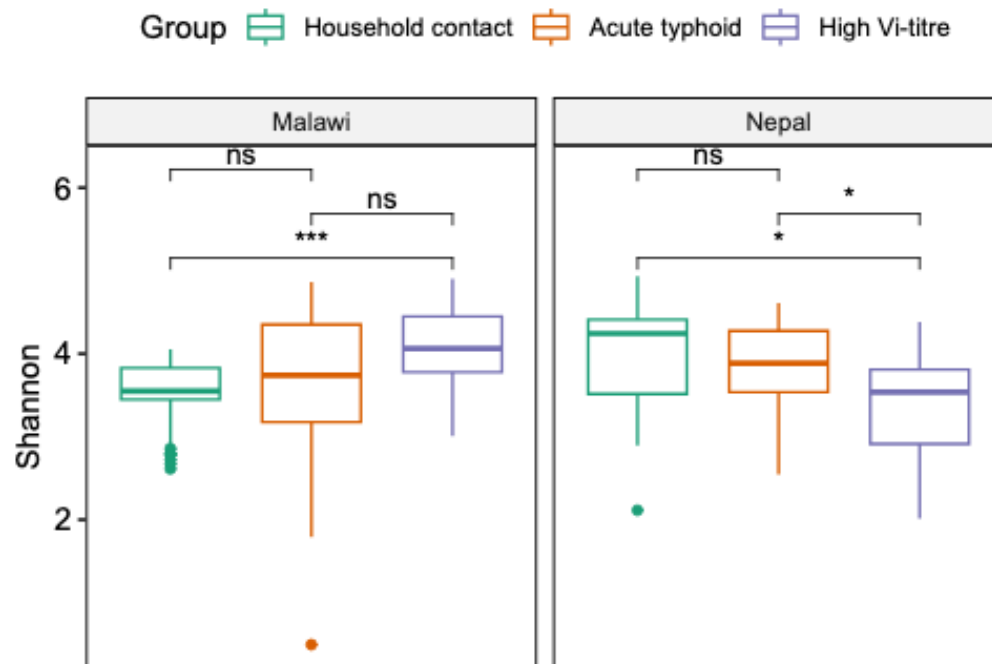 Group Household contact Acute typhoid High Vi-titre
Malawi Nepal
ns ns
ns *
*** *
6
4
2
Shannon